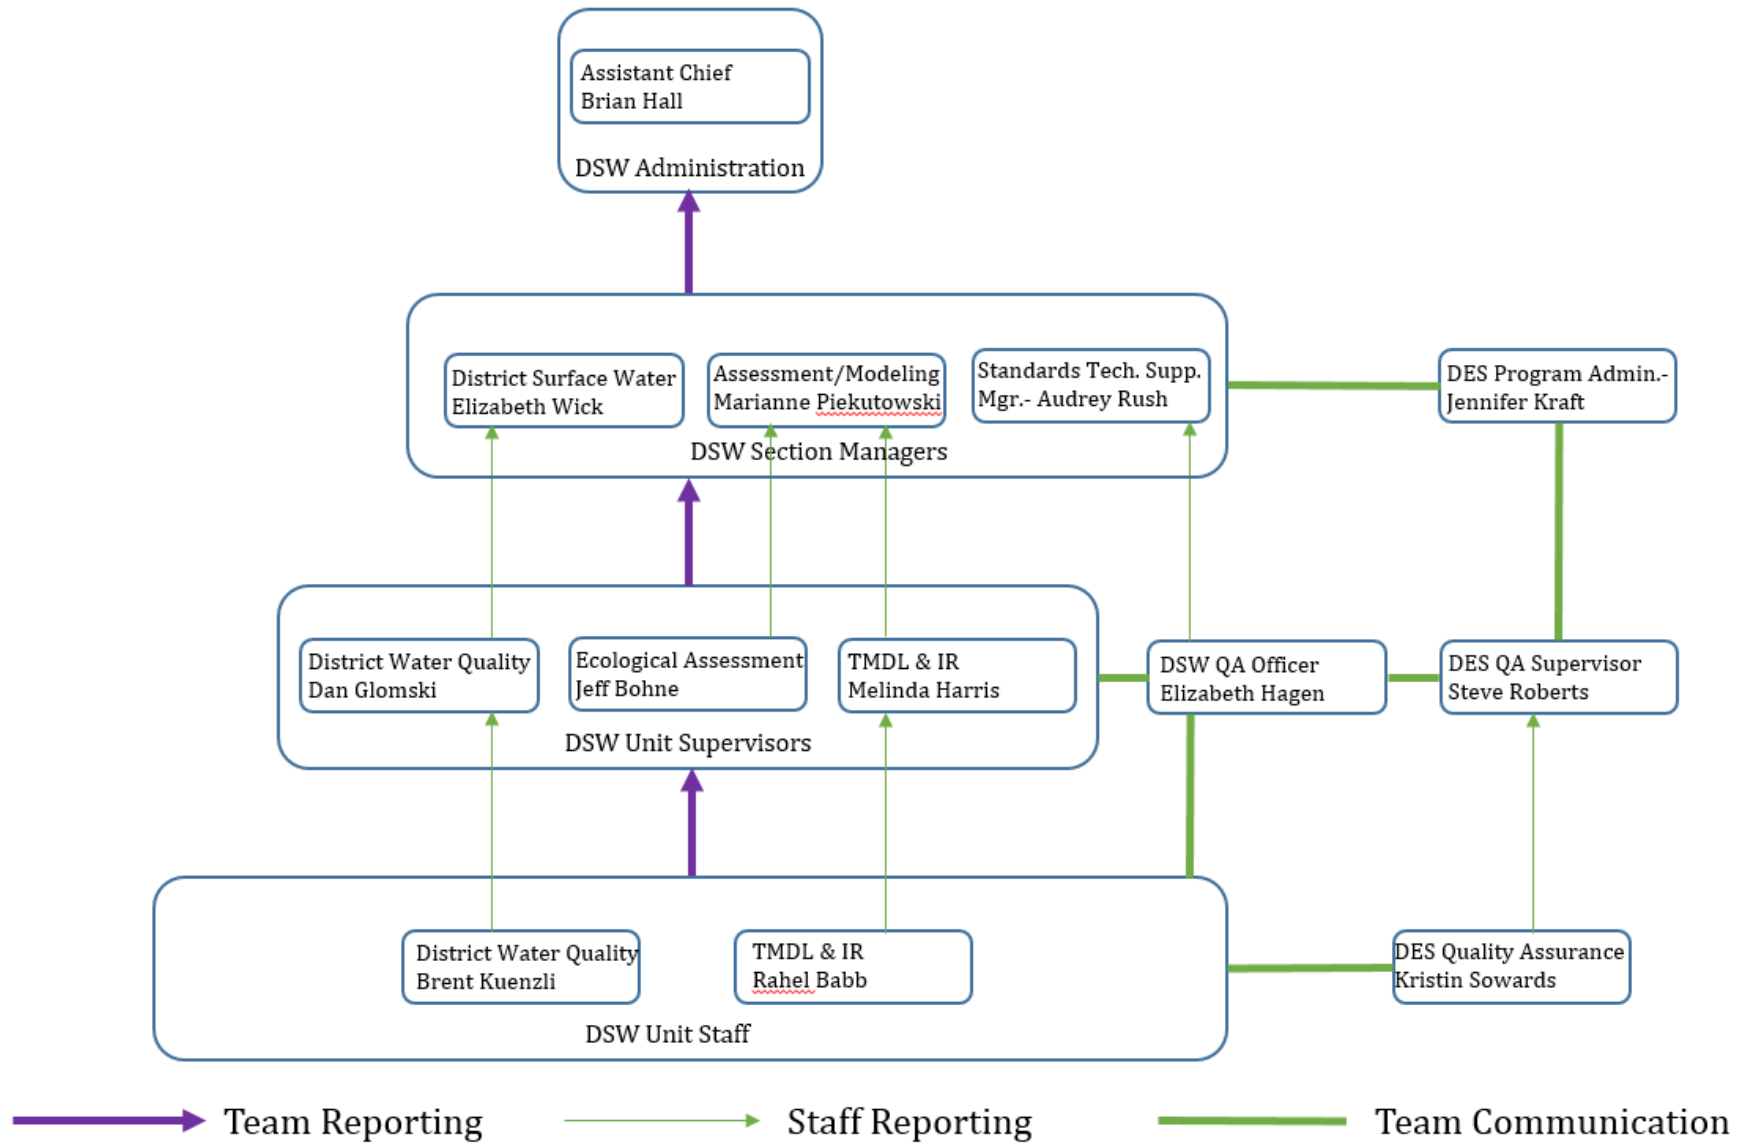 Assistant Chief
Brian Hall
DSW Administration
District Surface Water
Elizabeth Wick
Assessment/Modeling
Marianne Piekutowski
Standards Tech. Supp.
Mgr.- Audrey Rush
DSW Section Managers
DES Program Admin.-
Jennifer Kraft
District Water Quality
Dan Glomski
Ecological Assessment
Jeff Bohne
TMDL & IR
Melinda Harris
DSW Unit Supervisors
DSW QA Officer
Elizabeth Hagen
DES QA Supervisor
Steve Roberts
District Water Quality
Brent Kuenzli
TMDL & IR
Rahel Babb
DSW Unit Staff
DES Quality Assurance
Kristin Sowards
Team Reporting
Staff Reporting
Team Communication